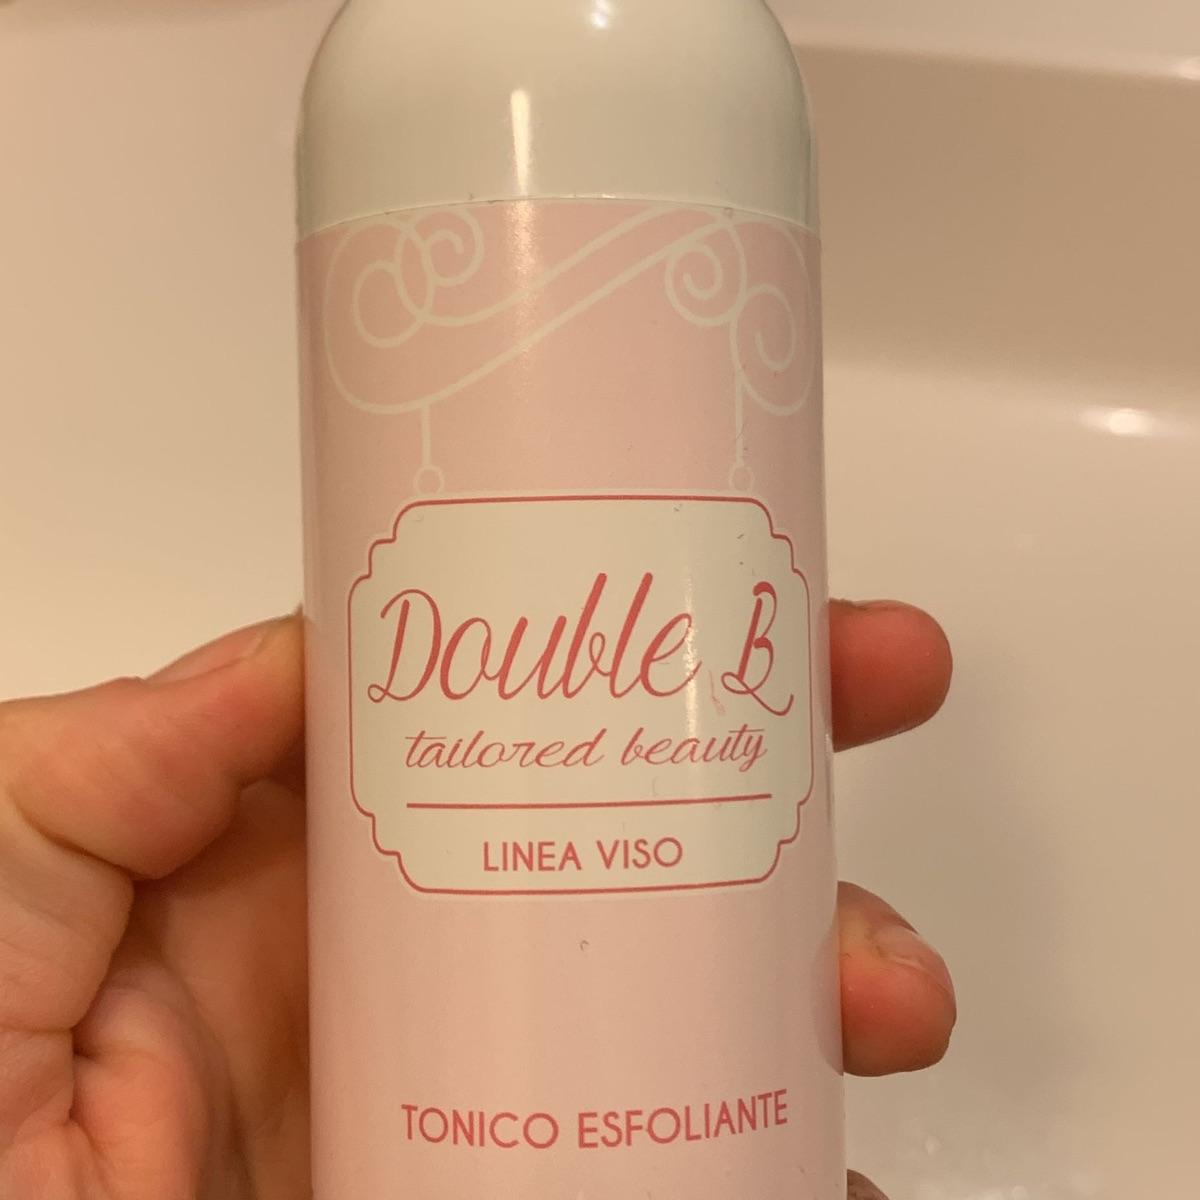 Double B
tailored beauty
LINEA VISO
TONICO ESFOLIANTE